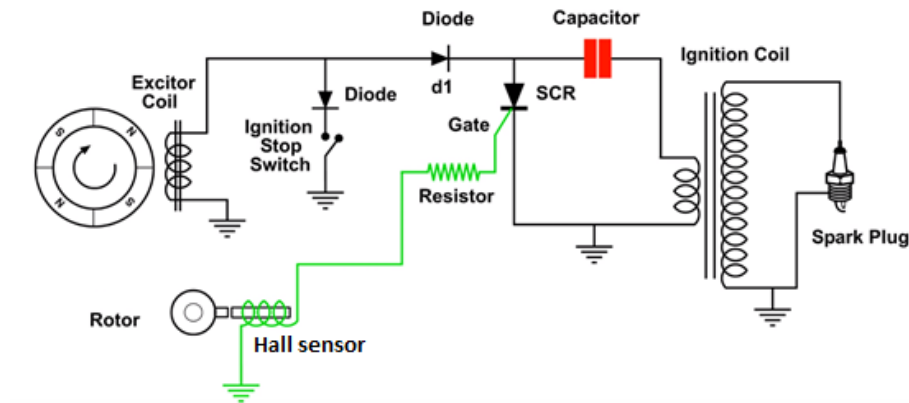 Diode
Capacitor
Ignition Coil
Excitor
Coil
Diode
d1
SCR
Gate
Ignition
Stop
Switch
Resistor
S
N
N
S
Spark Plug
Rotor
Hall sensor